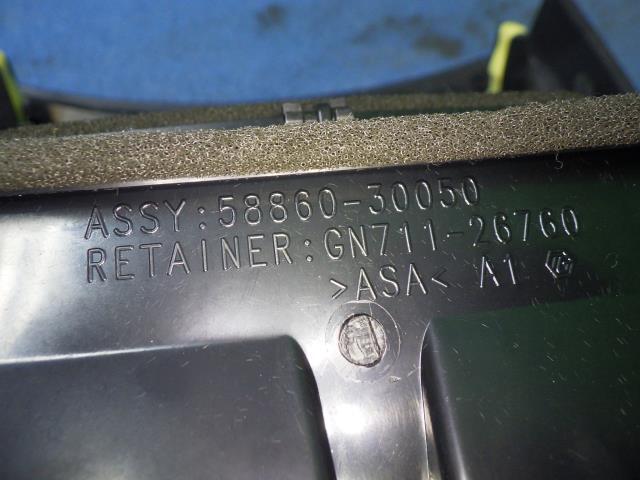 ASSY:58860-30050
RETAINER:GN711-26760
>ASA< A1